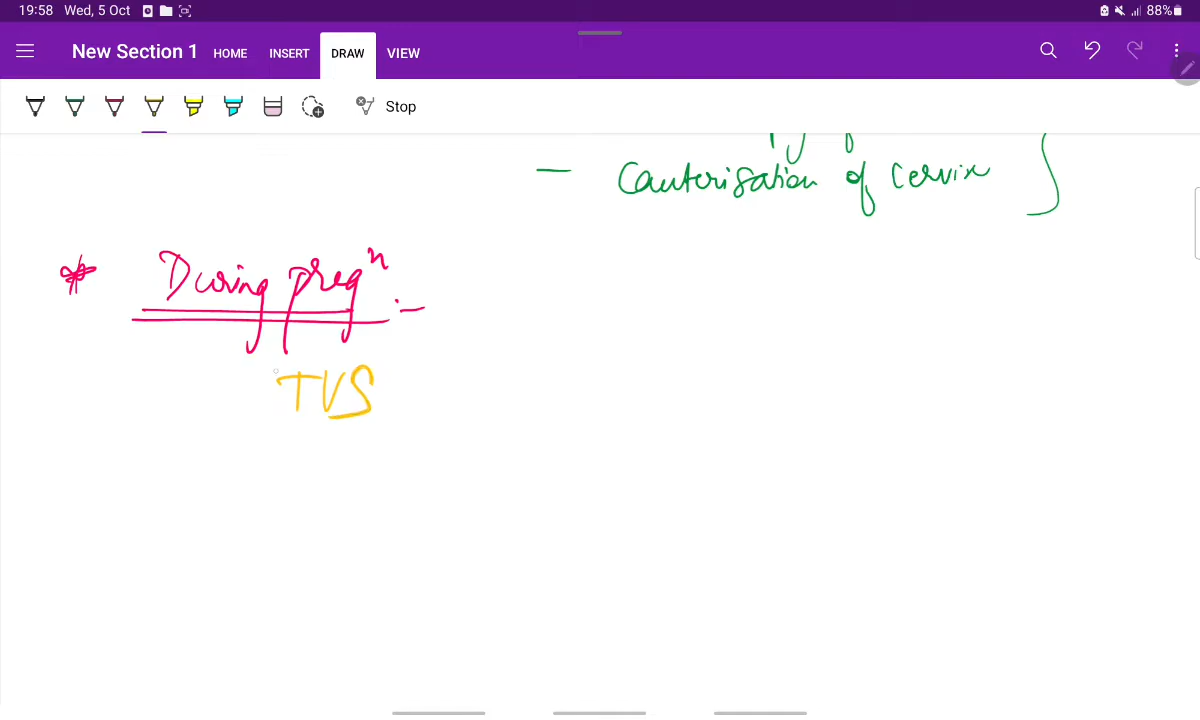 19:58 Wed, 5 Oct 88%
New Section 1 HOME INSERT DRAW VIEW
Stop
— Cauterisation of Cervix
* During pregⁿ :-
TVS